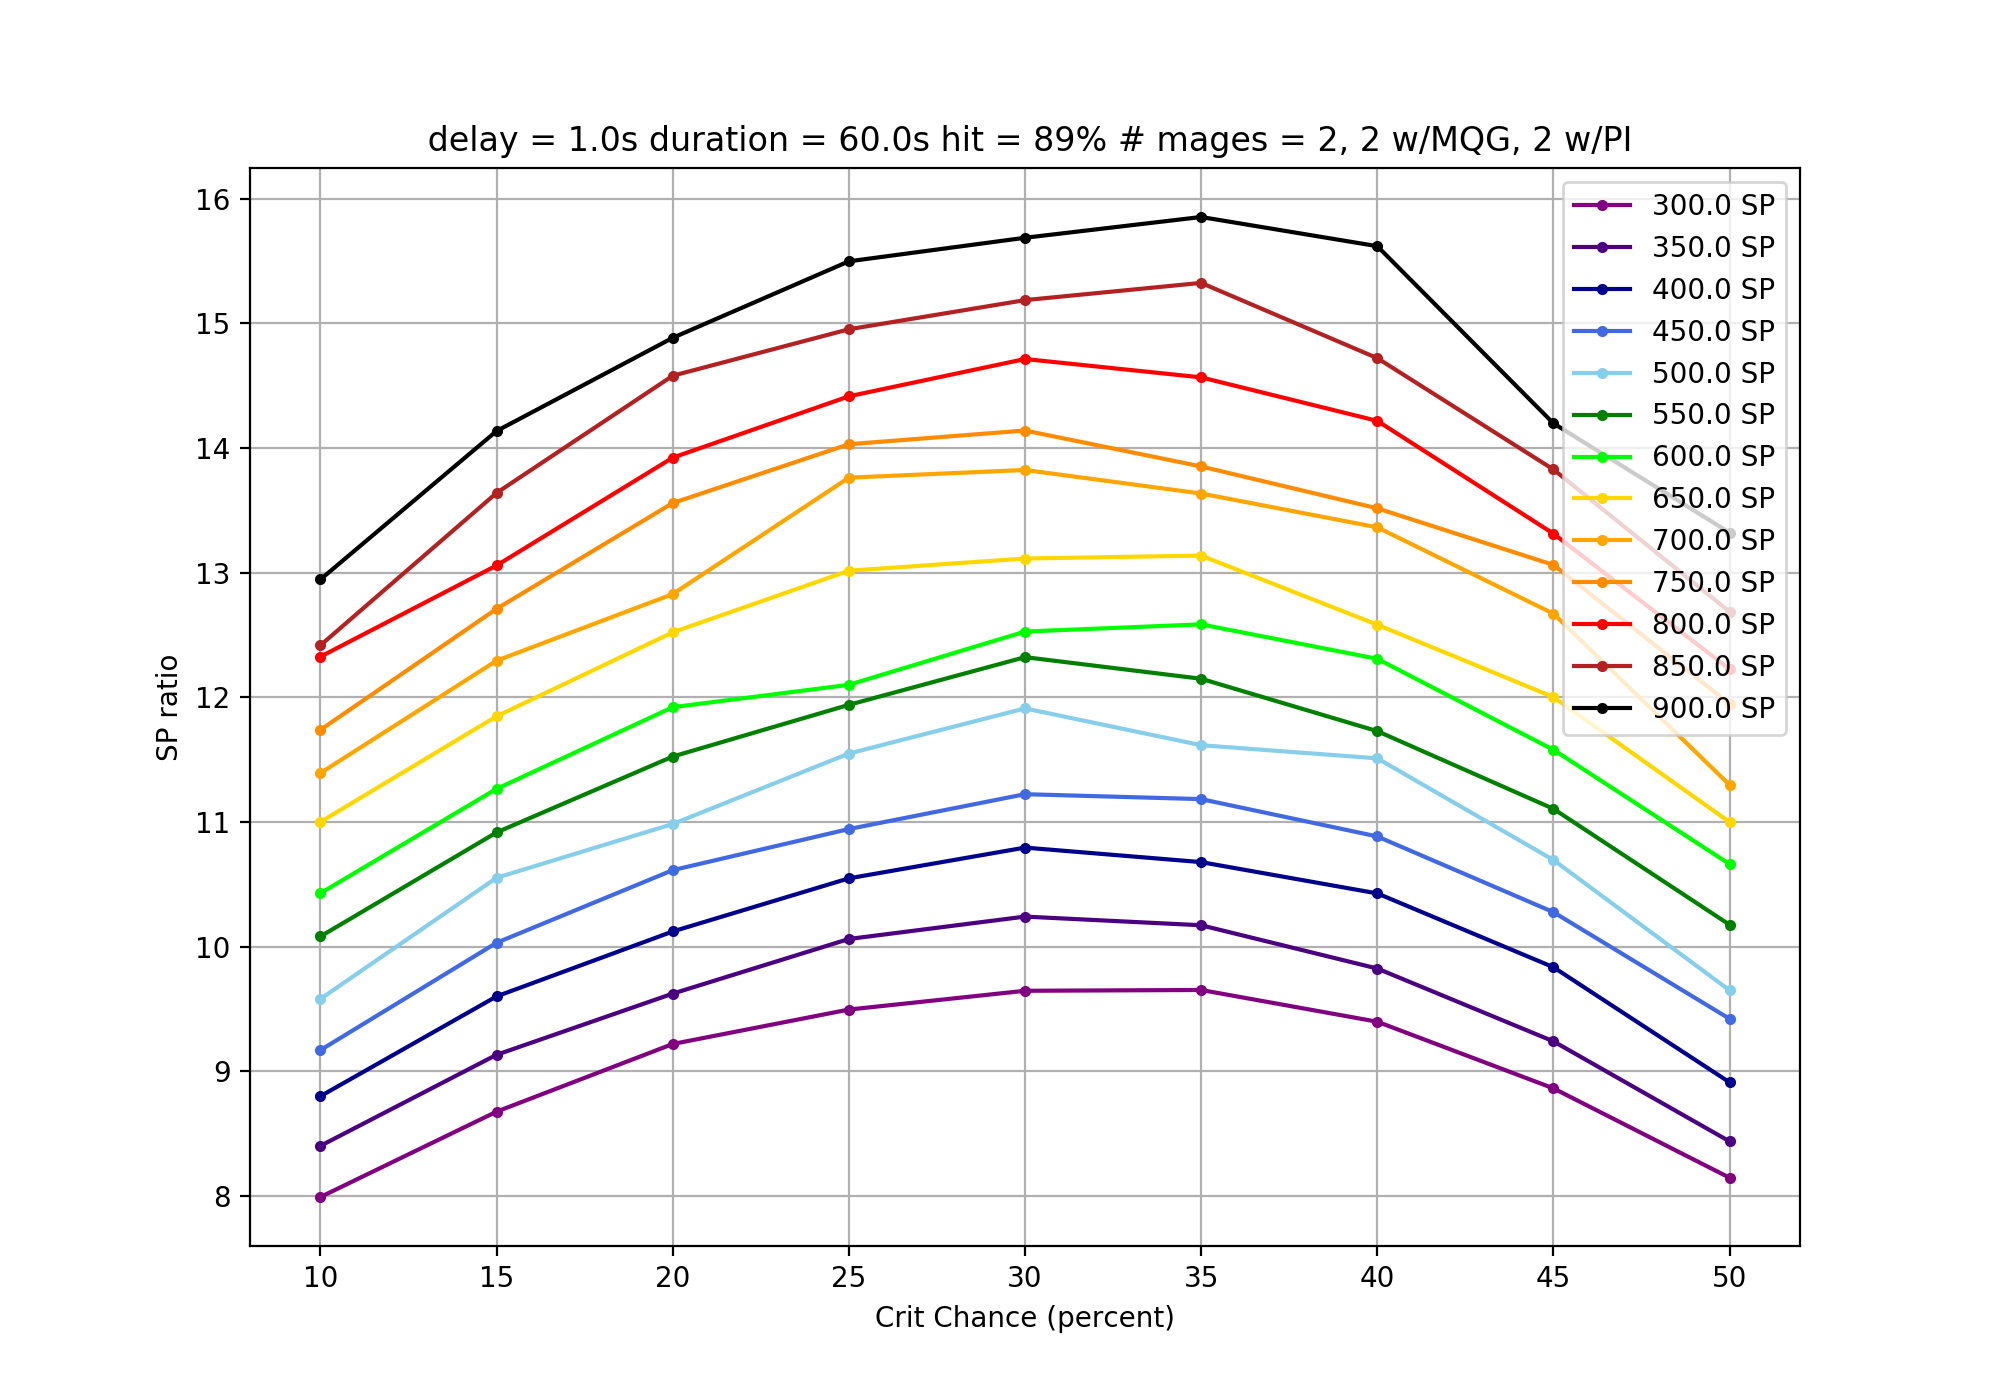 delay = 1.0s duration = 60.0s hit = 89% # mages = 2, 2 w/MQG, 2 w/PI
SP ratio
16
15
14
13
12
11
10
9
8
300.0 SP
350.0 SP
400.0 SP
450.0 SP
500.0 SP
550.0 SP
600.0 SP
650.0 SP
700.0 SP
750.0 SP
800.0 SP
850.0 SP
900.0 SP
10 15 20 25 30 35 40 45 50
Crit Chance (percent)